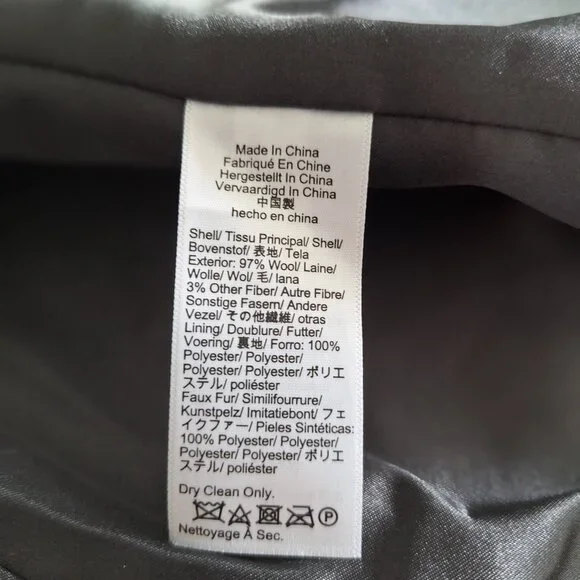 Made In China
Fabriqué En Chine
Hergestellt In China
Vervaardigd In China
中国製
hecho en china
Shell/ Tissu Principal/ Shell/
Bovenstof/ 表地/ Tela
Exterior: 97% Wool/ Laine/
Wolle/ Wol/ 毛/ lana
3% Other Fiber/ Autre Fibre/
Sonstige Fasern/ Andere
Vezel/ その他繊維/ otras
Lining/ Doublure/ Futter/
Voering/ 裏地/ Forro: 100%
Polyester/ Polyester/
Polyester/ Polyester/ ポリエ
ステル/ poliéster
Faux Fur/ Similifourrure/
Kunstpelz/ Imitatiebont/ フェ
イクファー/ Pieles Sintéticas:
100% Polyester/ Polyester/
Polyester/ Polyester/ ポリエ
ステル/ poliéster
Dry Clean Only.
P
Nettoyage À Sec.